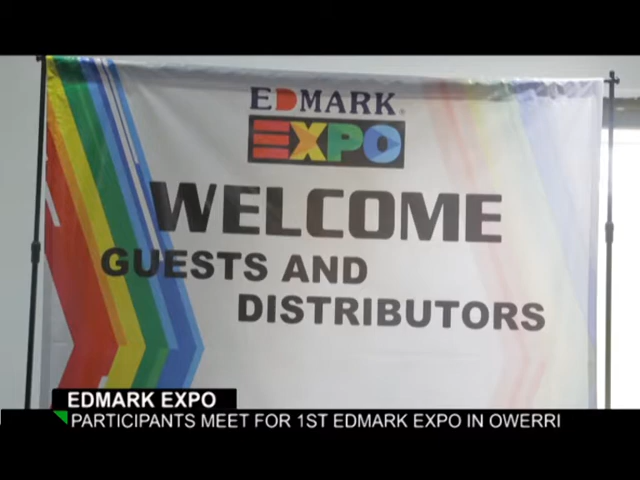 EDMARK
EXPO
WELCOME
GUESTS AND
DISTRIBUTORS
EDMARK EXPO
PARTICIPANTS MEET FOR 1ST EDMARK EXPO IN OWERRI